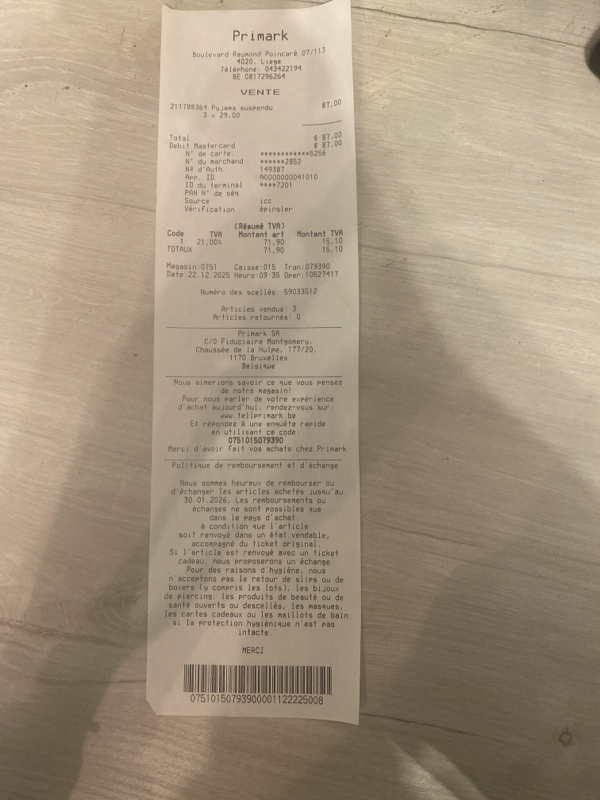 Primark
Boulevard Raymond Poincaré 07/113
4020, Liege
Téléphone: 043422194
BE 0817296264
VENTE
211788364 Pyjama suspendu 87,00
3 x 29.00
Total € 87,00
Debit Mastercard € 87,00
N° de carte. ************5256
N° du marchand ******2852
Nº d'Auth 149387
App. ID A0000000041010
ID du terminal ****7201
PAN N° de séq
Source icc
Vérification épingler
(Résumé TVA)
Code TVA Montant art Montant TVA
1 21,00% 71,90 15,10
TOTAUX 71,90 15,10
Magasin:0751 Caisse:015 Tran:079390
Date:22.12.2025 Heure:09:35 Oper:10527417
Numéro des scellés: 59033512
Articles vendus: 3
Articles retournés: 0
Primark SA
C/O Fiduciaire Montgomery,
Chaussée de la Hulpe, 177/20,
1170 Bruxelles
Belgique
Nous aimerions savoir ce que vous pensez
de notre magasin!
Pour nous parler de votre expérience
d'achat aujourd'hui, rendez-vous sur:
www.tellprimark.be
Et répondez à une enquête rapide
en utilisant ce code:
0751015079390
Merci d'avoir fait vos achats chez Primark
Politique de remboursement et d'échange
Nous sommes heureux de rembourser ou
d'échanger les articles achetés jusqu'au
30.01.2026. Les remboursements ou
échanges ne sont possibles que
dans le pays d'achat.
à condition que l'article
soit renvoyé dans un état vendable,
accompagné du ticket original.
Si l'article est renvoyé avec un ticket
cadeau, nous proposerons un échange.
Pour des raisons d'hygiène, nous
n'acceptons pas le retour de slips ou de
boxers (y compris les lots), les bijoux
de piercing, les produits de beauté ou de
santé ouverts ou descellés, les masques,
les cartes cadeaux ou les maillots de bain
si la protection hygiénique n'est pas
intacte.
MERCI
07510150793900001122225008